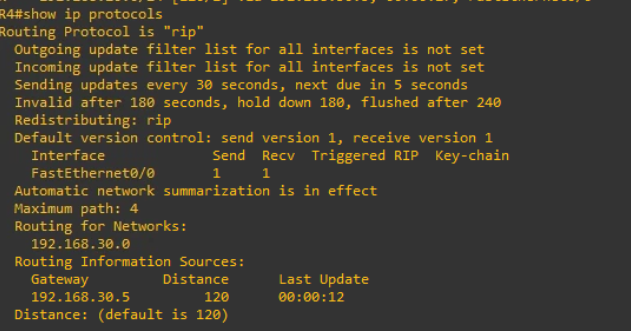 R4#show ip protocols
Routing Protocol is "rip"
  Outgoing update filter list for all interfaces is not set
  Incoming update filter list for all interfaces is not set
  Sending updates every 30 seconds, next due in 5 seconds
  Invalid after 180 seconds, hold down 180, flushed after 240
  Redistributing: rip
  Default version control: send version 1, receive version 1
    Interface             Send  Recv  Triggered RIP  Key-chain
    FastEthernet0/0       1     1
  Automatic network summarization is in effect
  Maximum path: 4
  Routing for Networks:
    192.168.30.0
  Routing Information Sources:
    Gateway         Distance      Last Update
    192.168.30.5         120      00:00:12
  Distance: (default is 120)